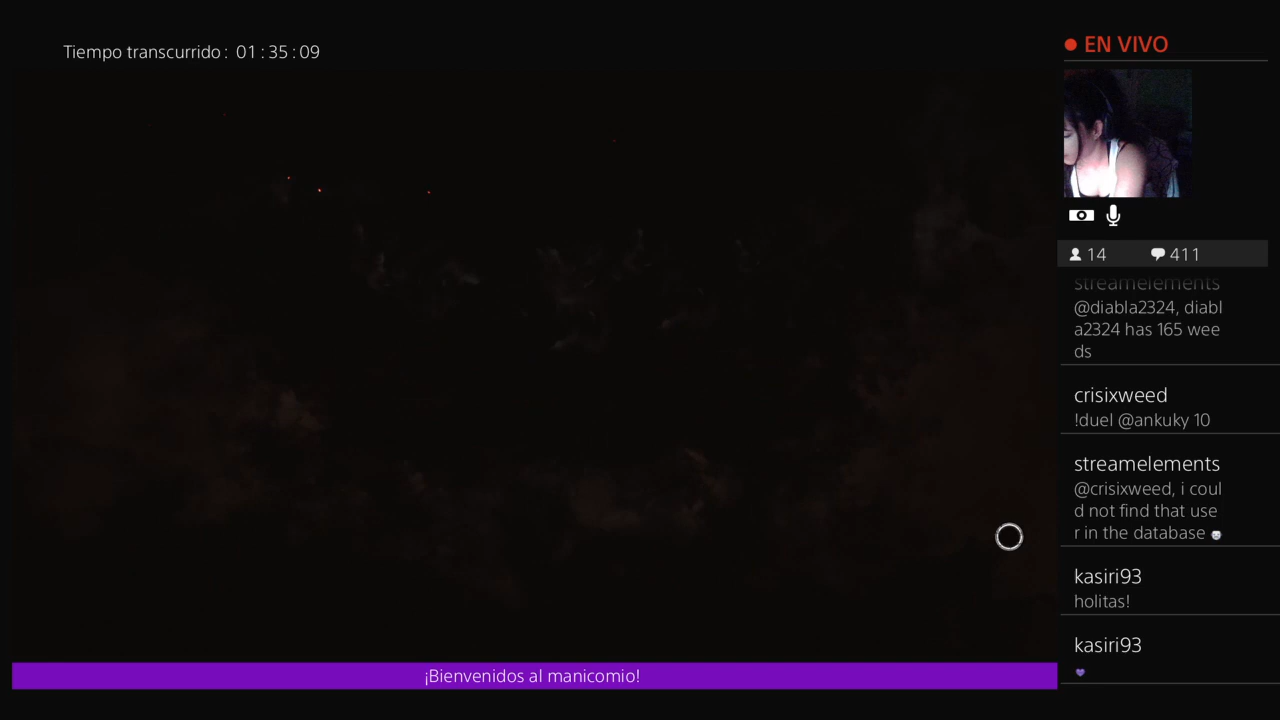 Tiempo transcurrido : 01 : 35 : 09
EN VIVO
14
411
streamelements
@diabla2324, diabl
a2324 has 165 wee
ds
crisixweed
!duel @ankuky 10
streamelements
@crisixweed, i coul
d not find that use
r in the database
kasiri93
holitas!
kasiri93
¡Bienvenidos al manicomio!